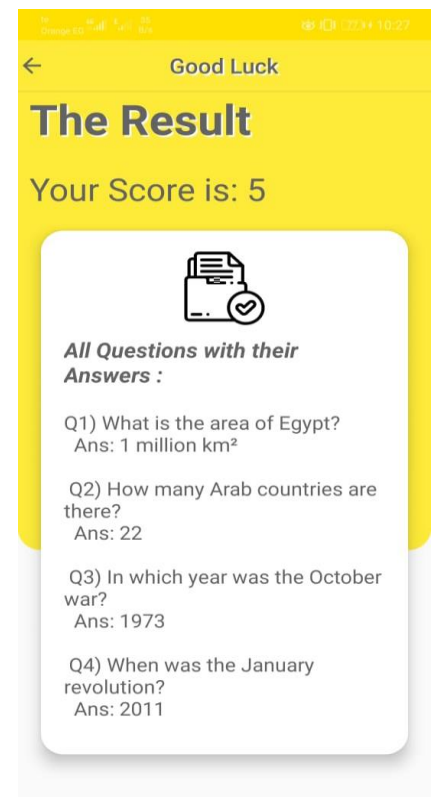 Orange EG
10:27
Good Luck
The Result
Your Score is: 5
All Questions with their
Answers :
Q1) What is the area of Egypt?
Ans: 1 million km²
Q2) How many Arab countries are
there?
Ans: 22
Q3) In which year was the October
war?
Ans: 1973
Q4) When was the January
revolution?
Ans: 2011